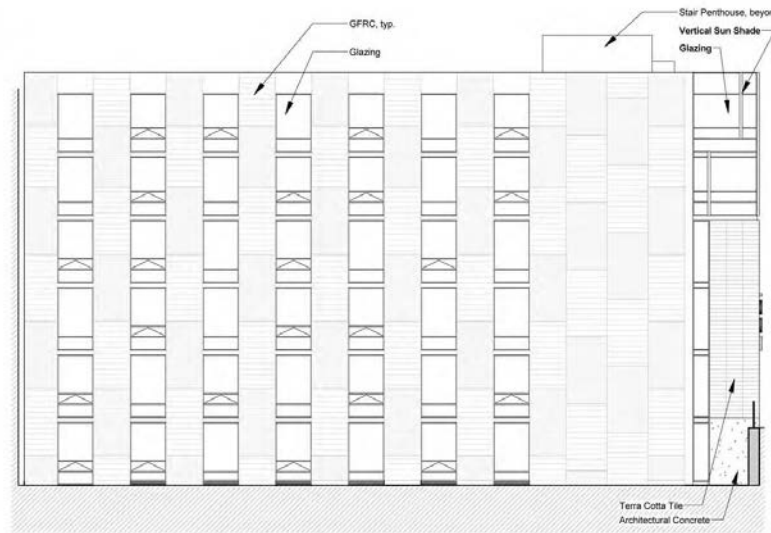 Stair Penthouse, beyo
GFRC, typ.
Vertical Sun Shade
Glazing
Glazing
Terra Cotta Tile
Architectural Concrete